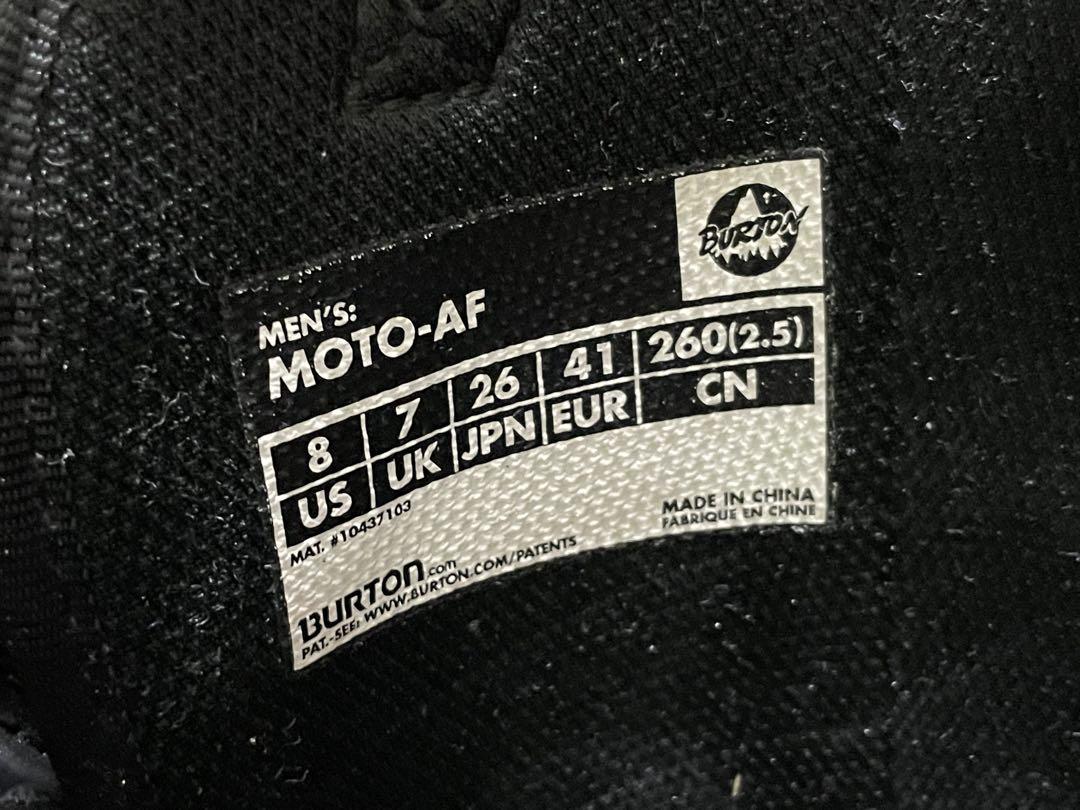 BURTON
MEN'S:
MOTO-AF
8 7 26 41 260(2.5)
US UK JPN EUR CN
MAT. #10437103
MADE IN CHINA
FABRIQUE EN CHINE
BURTON.com
PAT.-SEE: WWW.BURTON.COM/PATENTS